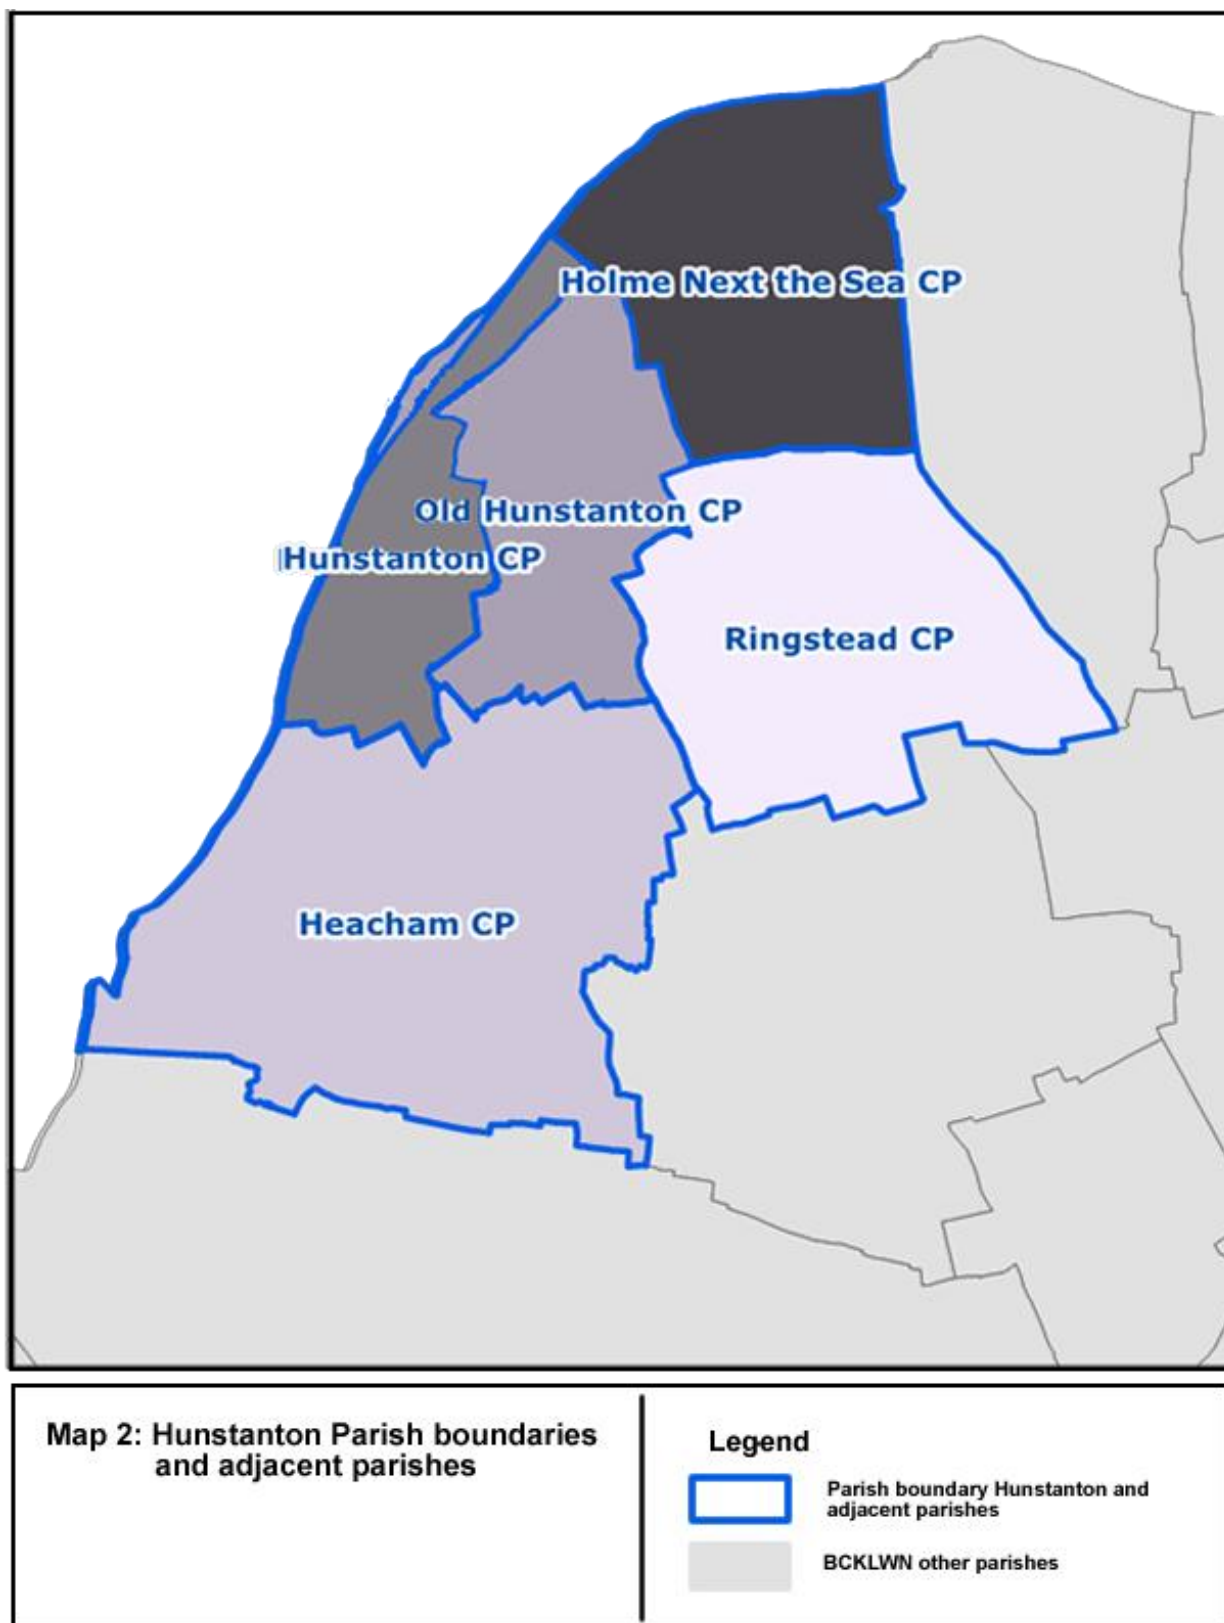 Holme Next the Sea CP
Old Hunstanton CP
Hunstanton CP
Ringstead CP
Heacham CP
Map 2: Hunstanton Parish boundaries
and adjacent parishes
Legend
Parish boundary Hunstanton and
adjacent parishes
BCKLWN other parishes